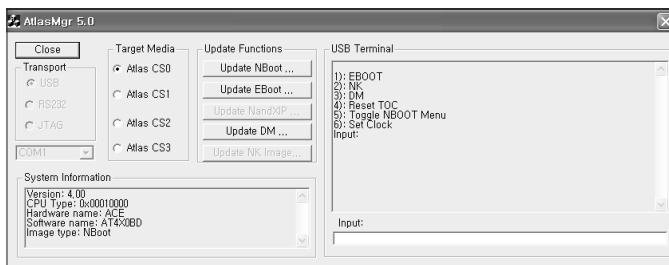 AtlasMgr 5.0
Close
Transport
USB
RS232
JTAG
COM1
Target Media
Atlas CS0
Atlas CS1
Atlas CS2
Atlas CS3
Update Functions
Update NBoot ...
Update EBoot ...
Update NandXIP ...
Update DM ...
Update NK Image...
System Information
Version: 4,00
CPU Type: 0x00010000
Hardware name: ACE
Software name: AT4X0BD
Image type: NBoot
USB Terminal
1): EBOOT
2): NK
3): DM
4): Reset TOC
5): Toggle NBOOT Menu
6): Set Clock
Input:
Input: